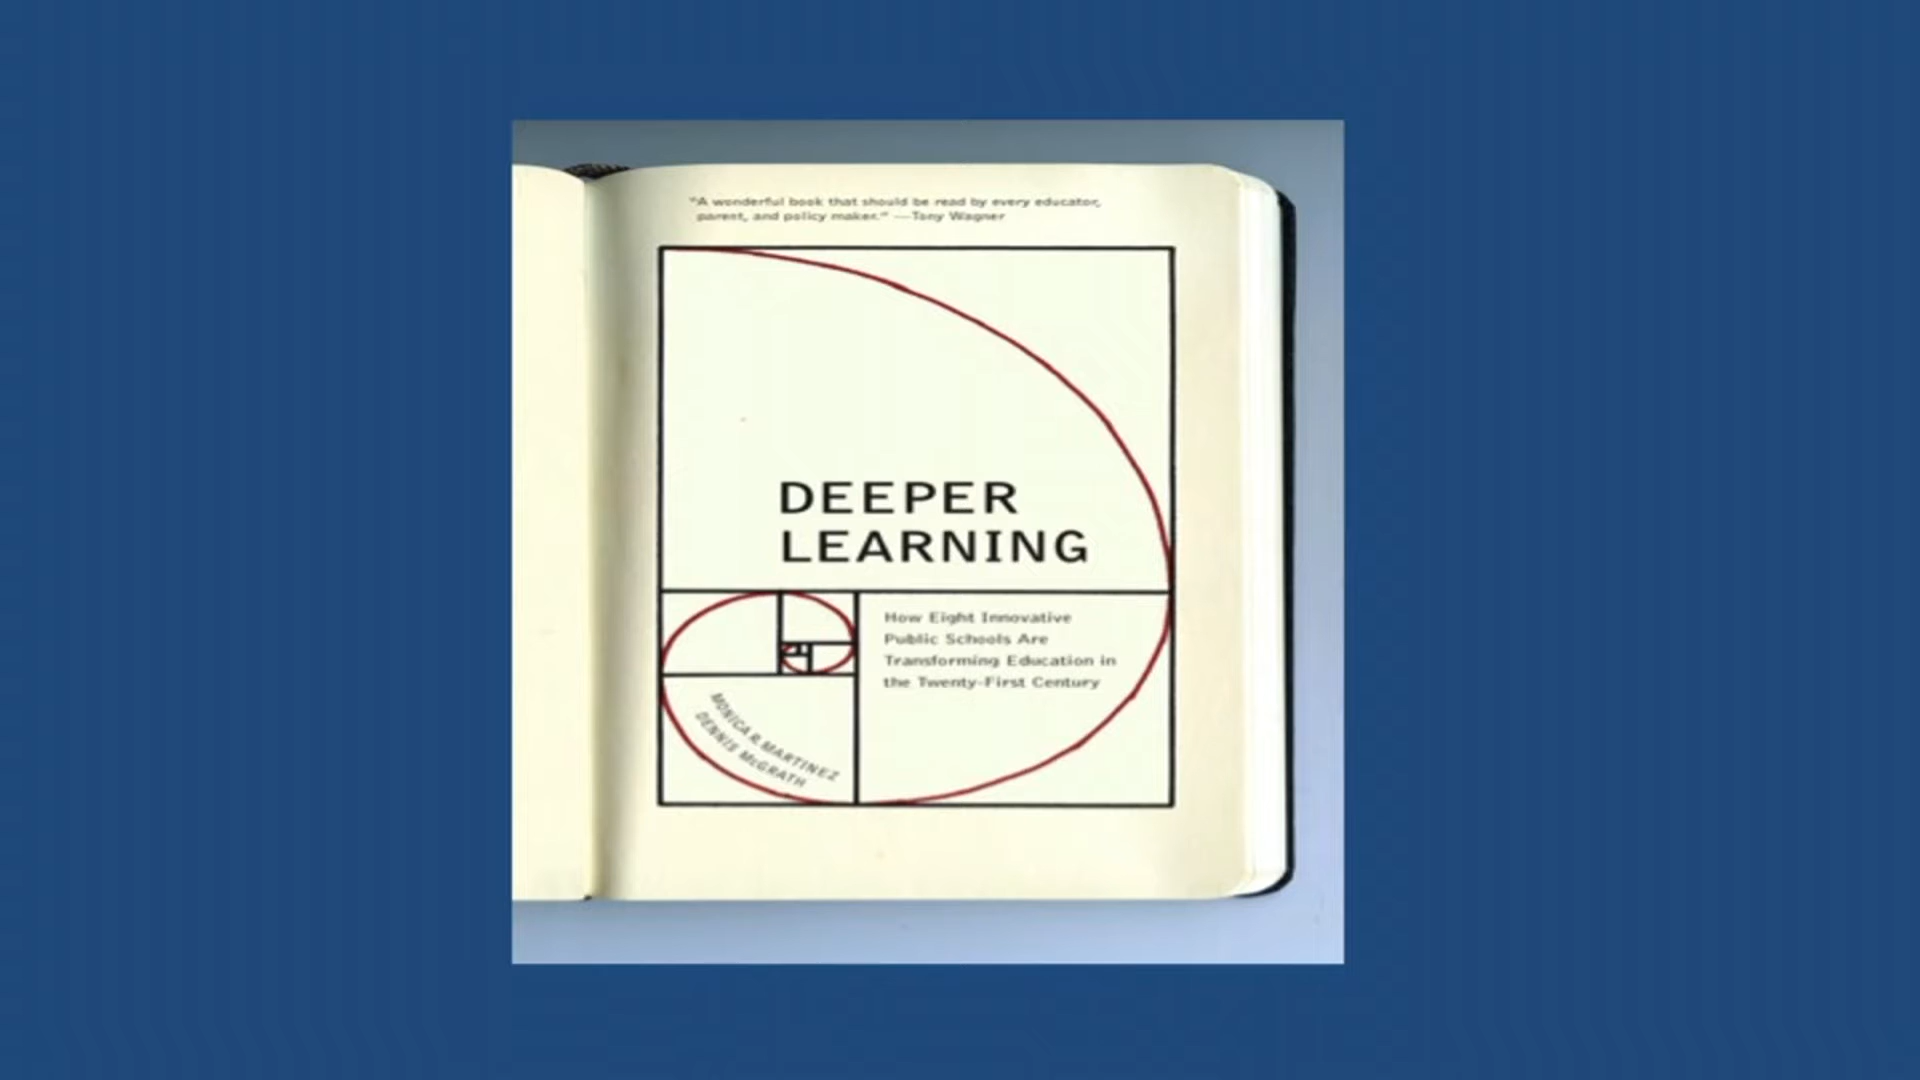 "A wonderful book that should be read by every educator,
parent, and policy maker." —Tony Wagner
DEEPER
LEARNING
How Eight Innovative
Public Schools Are
Transforming Education in
the Twenty-First Century
MONICA R. MARTINEZ
DENNIS McGRATH